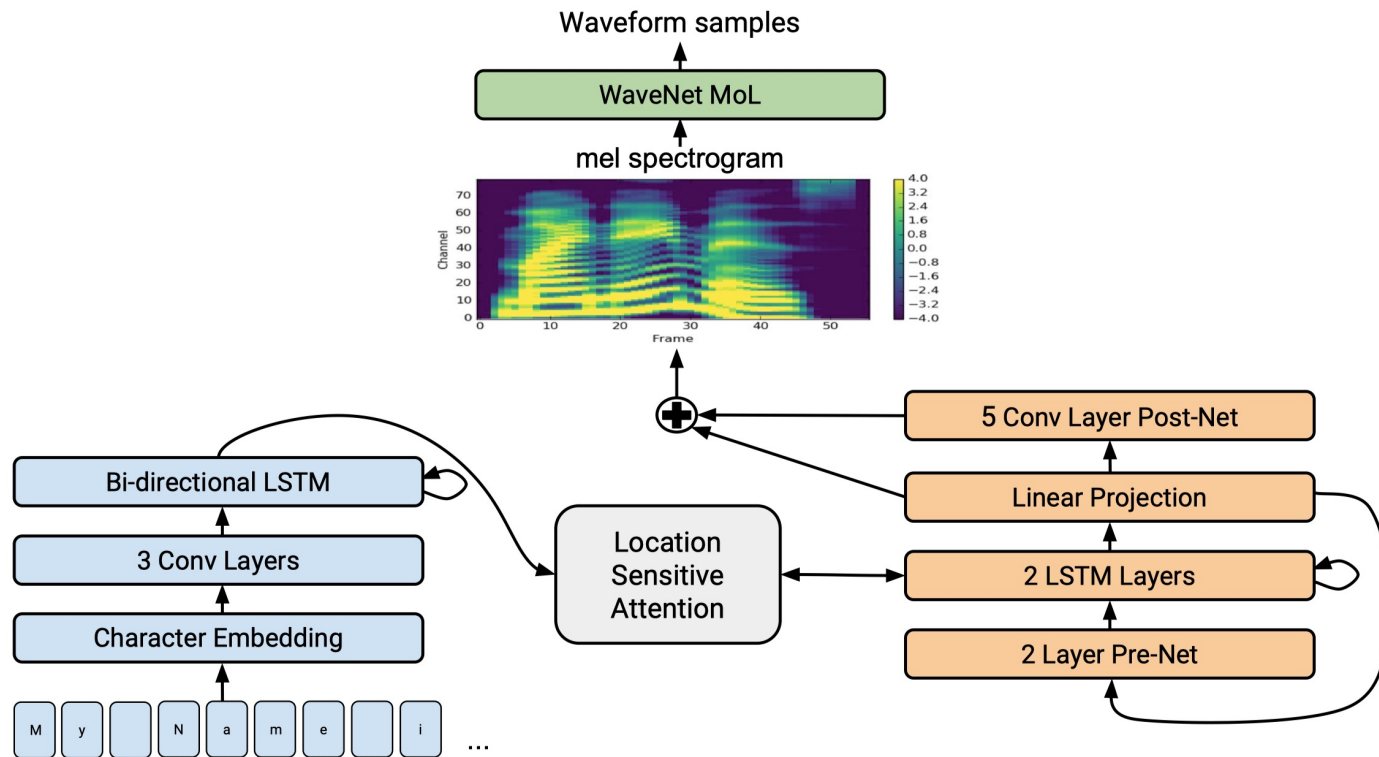 Waveform samples
WaveNet MoL
mel spectrogram
Channel
70
60
50
40
30
20
10
0
0 10 20 30 40 50
Frame
4.0
3.2
2.4
1.6
0.8
0.0
−0.8
−1.6
−2.4
−3.2
−4.0
5 Conv Layer Post-Net
Linear Projection
2 LSTM Layers
2 Layer Pre-Net
Location
Sensitive
Attention
Bi-directional LSTM
3 Conv Layers
Character Embedding
M y N a m e i ...